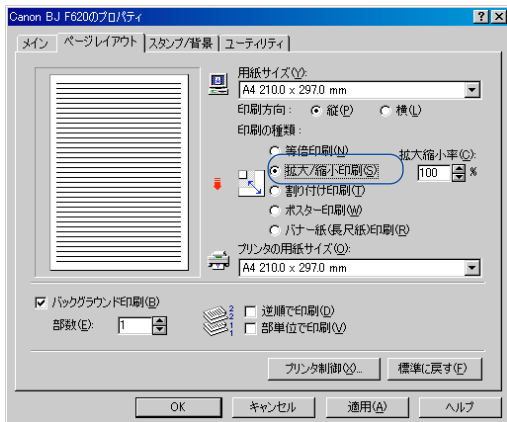 Canon BJ F620のプロパティ
メイン ページレイアウト スタンプ/背景 ユーティリティ
用紙サイズ(Y):
A4 210.0 x 297.0 mm
印刷方向: 縦(P) 横(L)
印刷の種類:
等倍印刷(N)
拡大縮小率(C):
拡大/縮小印刷(S)
100 %
割り付け印刷(T)
ポスター印刷(W)
バナー紙(長尺紙)印刷(R)
プリンタの用紙サイズ(O):
A4 210.0 x 297.0 mm
バックグラウンド印刷(B)
部数(E): 1
2
2
1
1
逆順で印刷(D)
部単位で印刷(V)
プリンタ制御(X)... 標準に戻す(F)
OK キャンセル 適用(A) ヘルプ